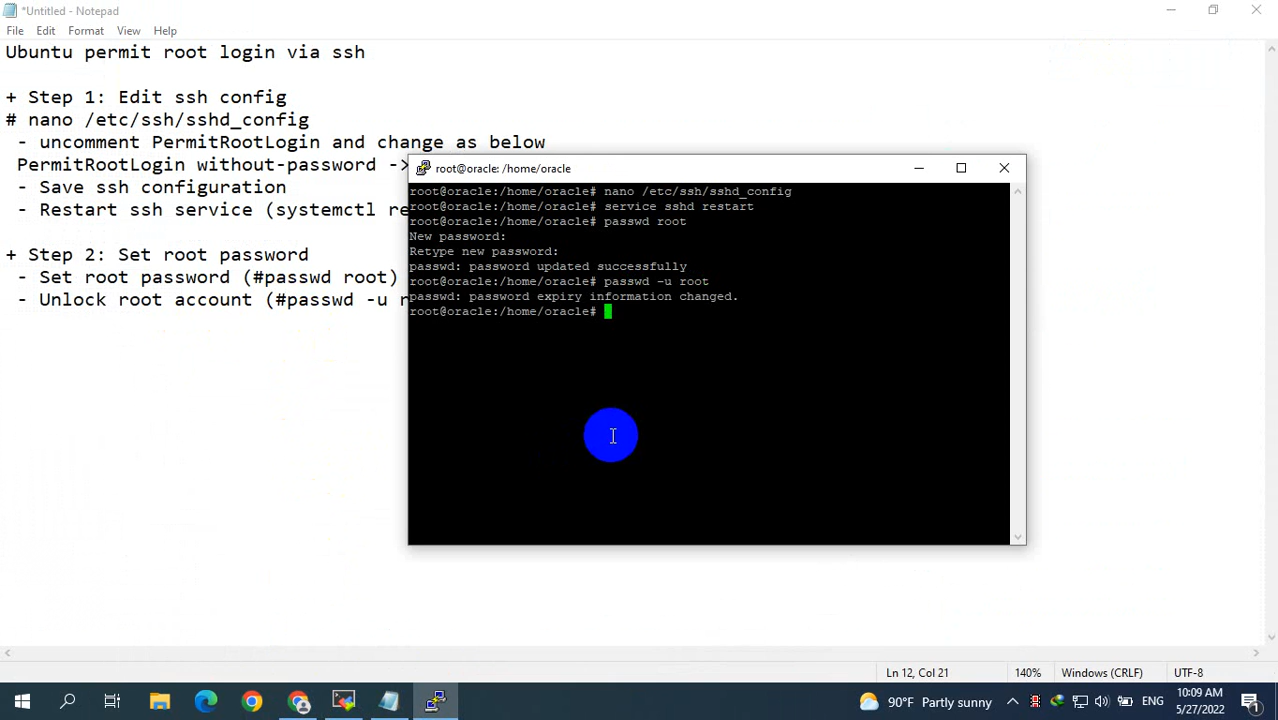 *Untitled - Notepad
File Edit Format View Help
Ubuntu permit root login via ssh
+ Step 1: Edit ssh config
# nano /etc/ssh/sshd_config
- uncomment PermitRootLogin and change as below
PermitRootLogin without-password ->
- Save ssh configuration
- Restart ssh service (systemctl re
+ Step 2: Set root password
- Set root password (#passwd root)
- Unlock root account (#passwd -u r
root@oracle: /home/oracle
root@oracle:/home/oracle# nano /etc/ssh/sshd_config
root@oracle:/home/oracle# service sshd restart
root@oracle:/home/oracle# passwd root
New password:
Retype new password:
passwd: password updated successfully
root@oracle:/home/oracle# passwd -u root
passwd: password expiry information changed.
root@oracle:/home/oracle#
Ln 12, Col 21 140% Windows (CRLF) UTF-8
90°F Partly sunny ENG 10:09 AM
5/27/2022 1